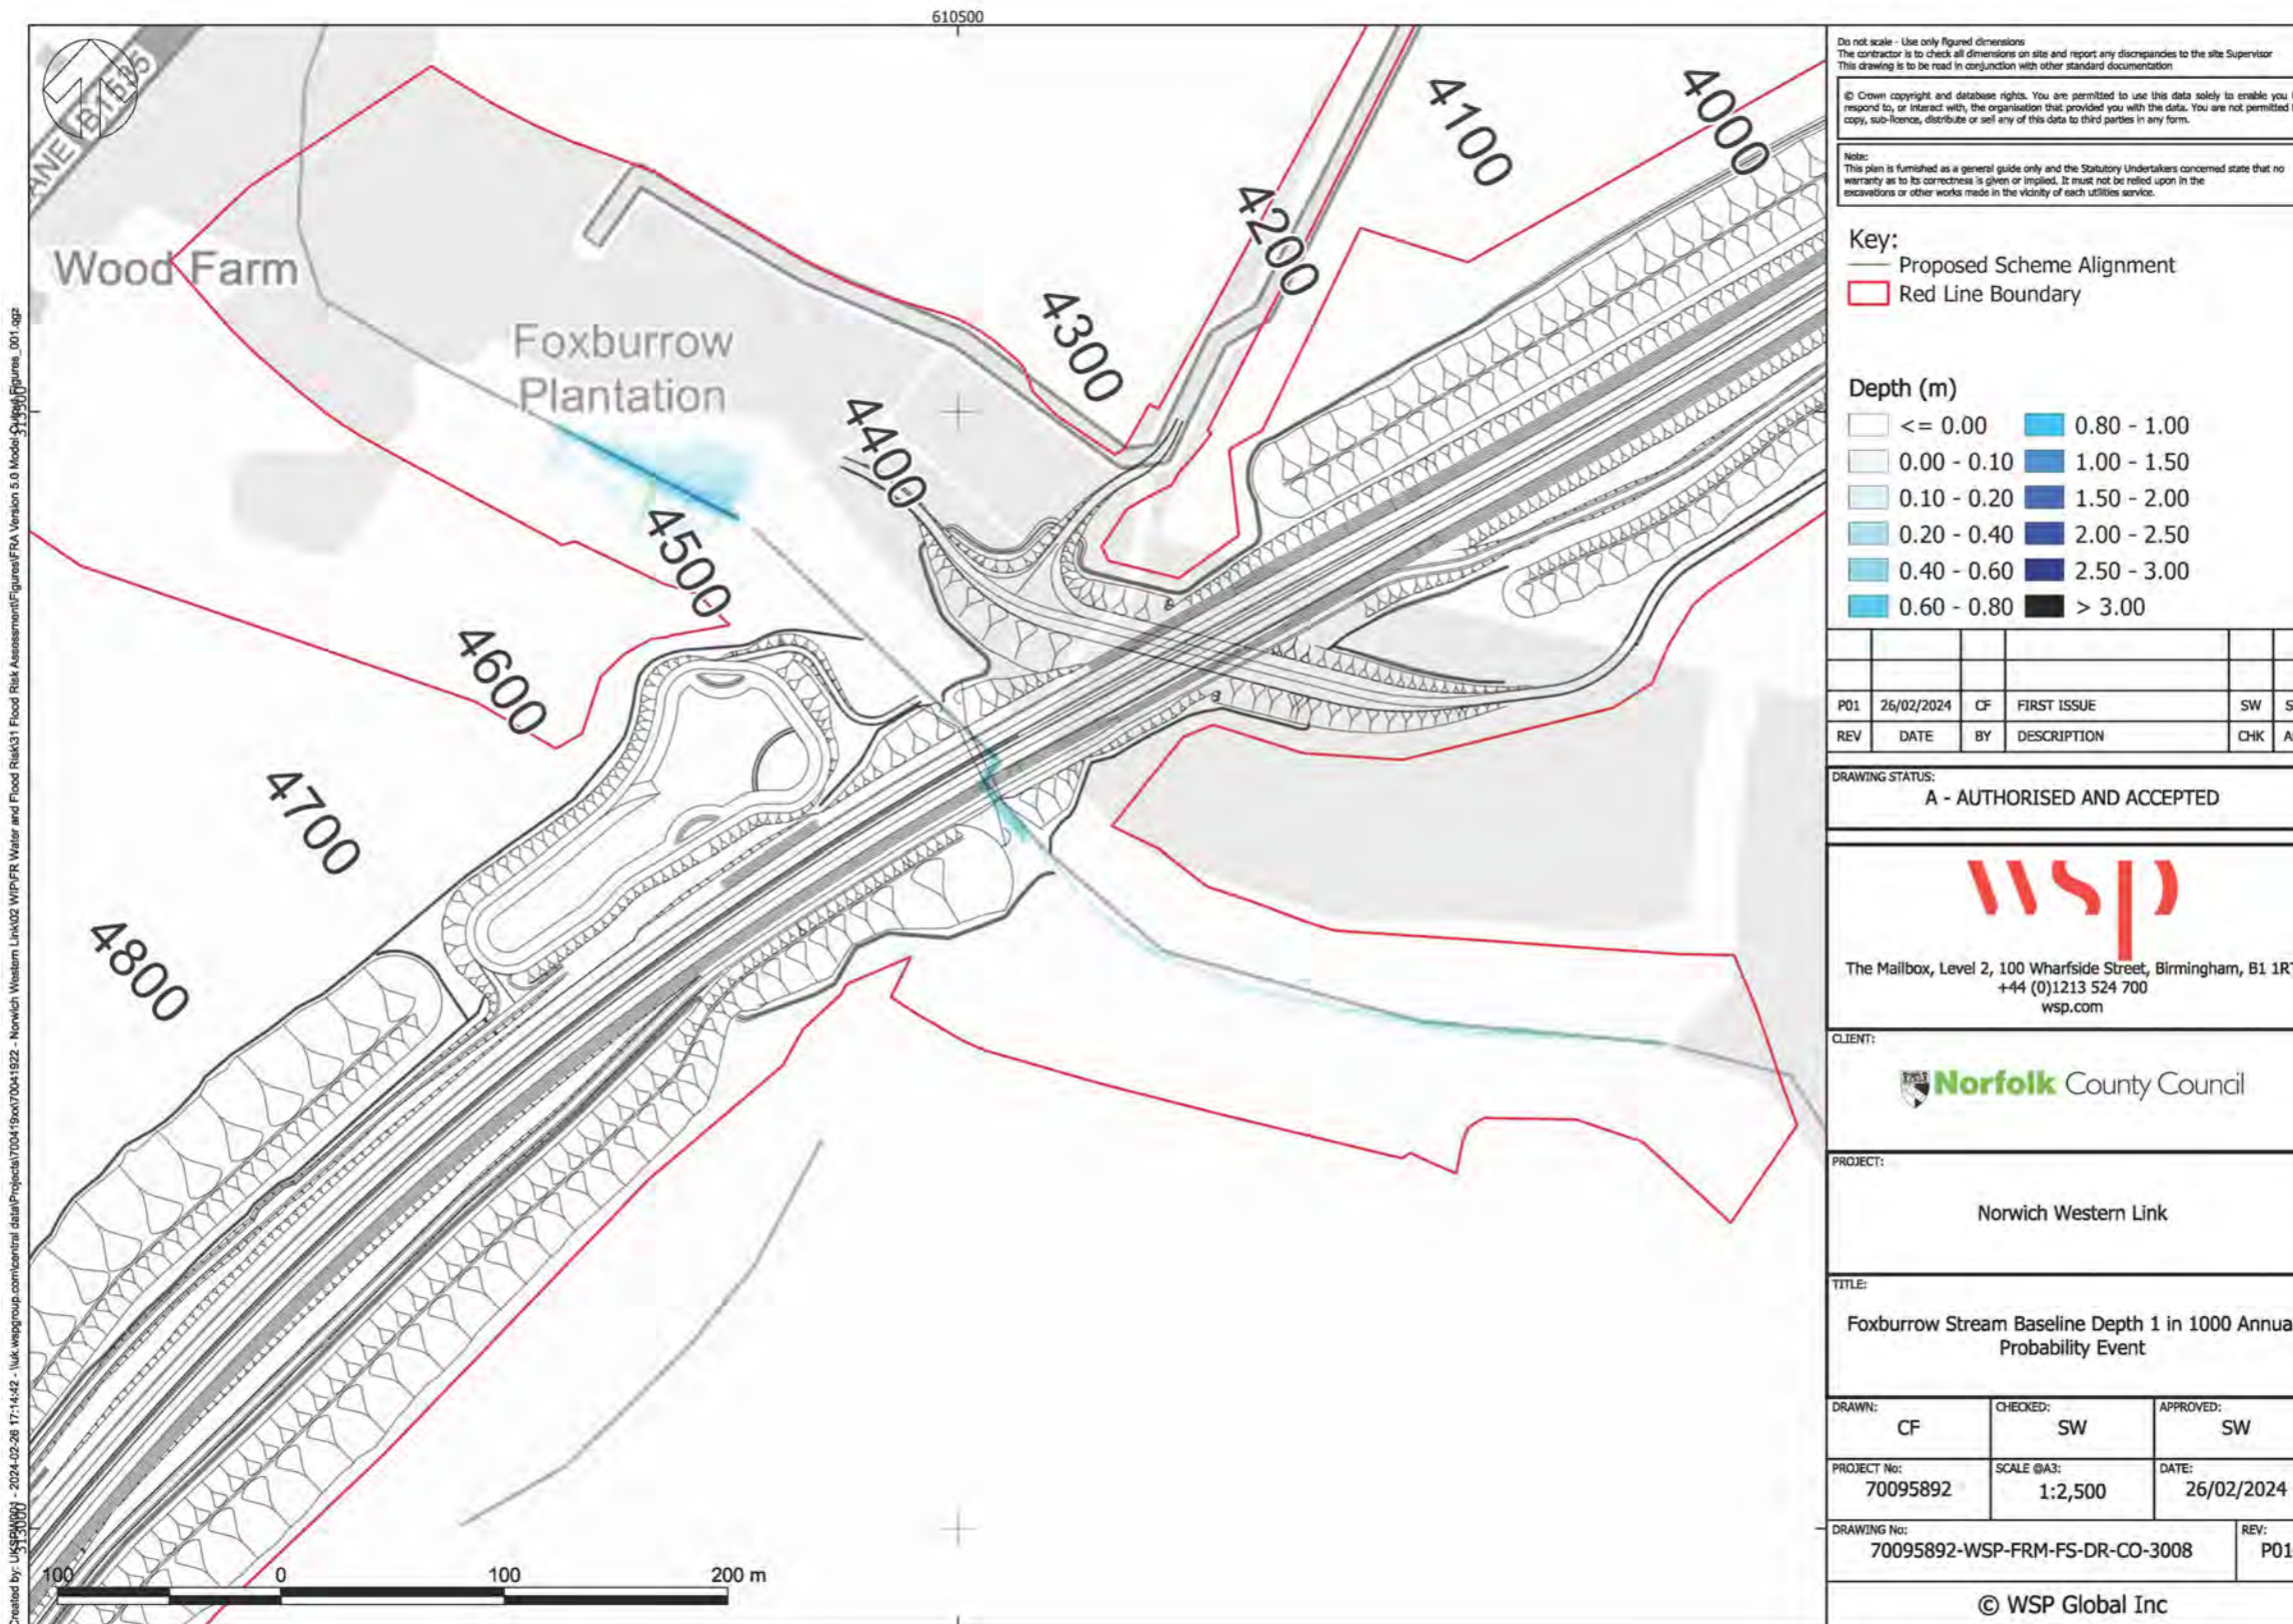 610500
Do not scale - Use only figured dimensions
The contractor is to check all dimensions on site and report any discrepancies to the site Supervisor
This drawing is to be read in conjunction with other standard documentation
© Crown copyright and database rights. You are permitted to use this data solely to enable you
respond to, or interact with, the organisation that provided you with the data. You are not permitted
copy, sub-licence, distribute or sell any of this data to third parties in any form.
Note:
This plan is furnished as a general guide only and the Statutory Undertakers concerned state that no
warranty as to its correctness is given or implied. It must not be relied upon in the
excavations or other works made in the vicinity of each utilities service.
Key:
Proposed Scheme Alignment
Red Line Boundary
Depth (m)
<= 0.00
0.00 - 0.10
0.10 - 0.20
0.20 - 0.40
0.40 - 0.60
0.60 - 0.80
0.80 - 1.00
1.00 - 1.50
1.50 - 2.00
2.00 - 2.50
2.50 - 3.00
> 3.00
P01 26/02/2024 CF FIRST ISSUE SW S
REV DATE BY DESCRIPTION CHK A
DRAWING STATUS:
A - AUTHORISED AND ACCEPTED
wsp
The Mailbox, Level 2, 100 Wharfside Street, Birmingham, B1 1R
+44 (0)1213 524 700
wsp.com
CLIENT:
Norfolk County Council
PROJECT:
Norwich Western Link
TITLE:
Foxburrow Stream Baseline Depth 1 in 1000 Annua
Probability Event
DRAWN:
CF
CHECKED:
SW
APPROVED:
SW
PROJECT No:
70095892
SCALE @A3:
1:2,500
DATE:
26/02/2024
DRAWING No:
70095892-WSP-FRM-FS-DR-CO-3008
REV:
P01
© WSP Global Inc
ANE B1535
Wood Farm
Foxburrow
Plantation
4000
4100
4200
4300
4400
4500
4600
4700
4800
313000
100 0 100 200 m